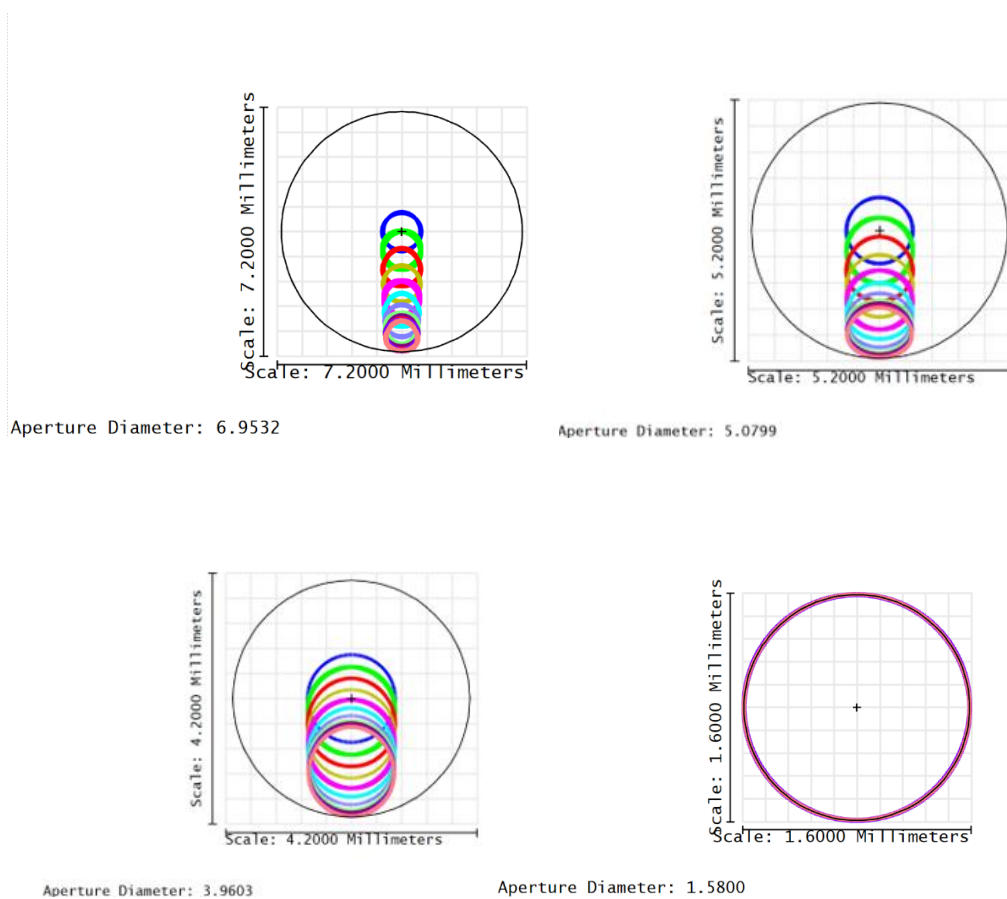 Scale: 7.2000 Millimeters
Scale: 7.2000 Millimeters
Aperture Diameter: 6.9532
Scale: 5.2000 Millimeters
Scale: 5.2000 Millimeters
Aperture Diameter: 5.0799
Scale: 4.2000 Millimeters
Scale: 4.2000 Millimeters
Aperture Diameter: 3.9603
Scale: 1.6000 Millimeters
Scale: 1.6000 Millimeters
Aperture Diameter: 1.5800